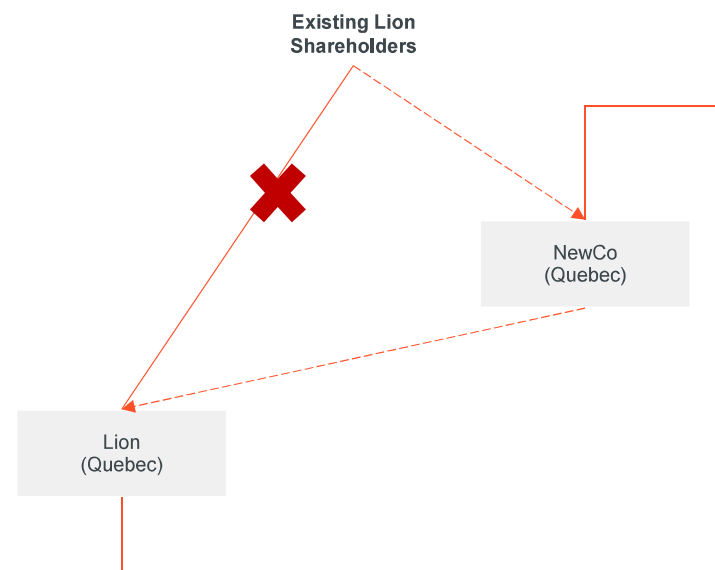 Existing Lion
Shareholders
NewCo
(Quebec)
Lion
(Quebec)